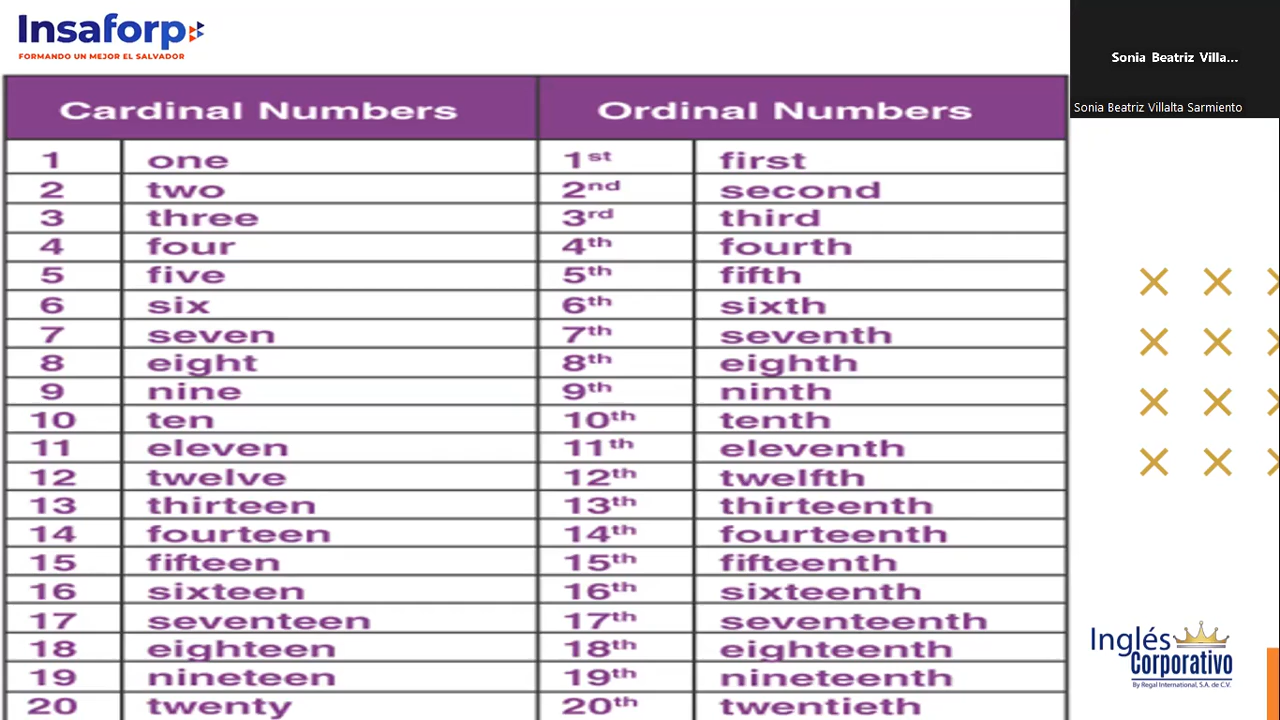 Insaforp
FORMANDO UN MEJOR EL SALVADOR
Sonia Beatriz Villa...
Sonia Beatriz Villalta Sarmiento
Cardinal Numbers Ordinal Numbers
1 one 1st first
2 two 2nd second
3 three 3rd third
4 four 4th fourth
5 five 5th fifth
6 six 6th sixth
7 seven 7th seventh
8 eight 8th eighth
9 nine 9th ninth
10 ten 10th tenth
11 eleven 11th eleventh
12 twelve 12th twelfth
13 thirteen 13th thirteenth
14 fourteen 14th fourteenth
15 fifteen 15th fifteenth
16 sixteen 16th sixteenth
17 seventeen 17th seventeenth
18 eighteen 18th eighteenth
19 nineteen 19th nineteenth
20 twenty 20th twentieth
Inglés
Corporativo
By Regal International, S.A. de C.V.